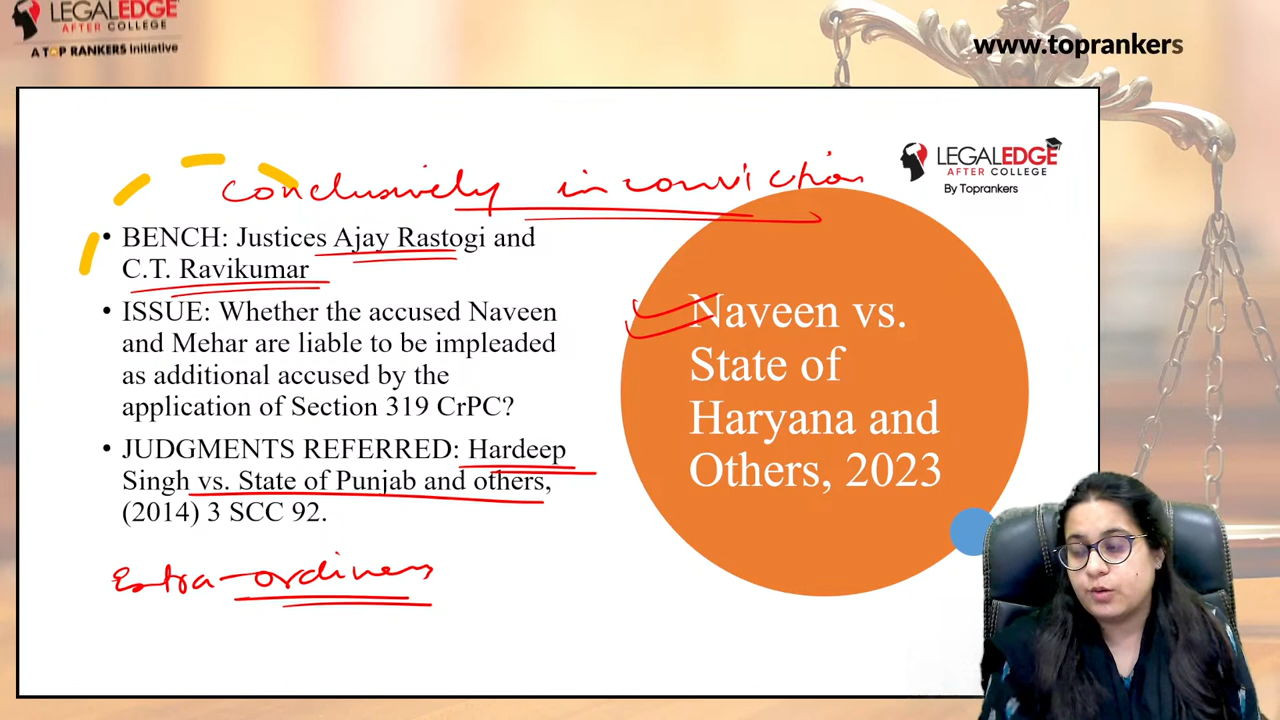 LEGALEDGE
AFTER COLLEGE
A TOP RANKERS Initiative
www.toprankers
LEGALEDGE
AFTER COLLEGE
By Toprankers
conclusively in conviction
• BENCH: Justices Ajay Rastogi and
C.T. Ravikumar
• ISSUE: Whether the accused Naveen
and Mehar are liable to be impleaded
as additional accused by the
application of Section 319 CrPC?
• JUDGMENTS REFERRED: Hardeep
Singh vs. State of Punjab and others,
(2014) 3 SCC 92.
Extra-ordinery
Naveen vs.
State of
Haryana and
Others, 2023